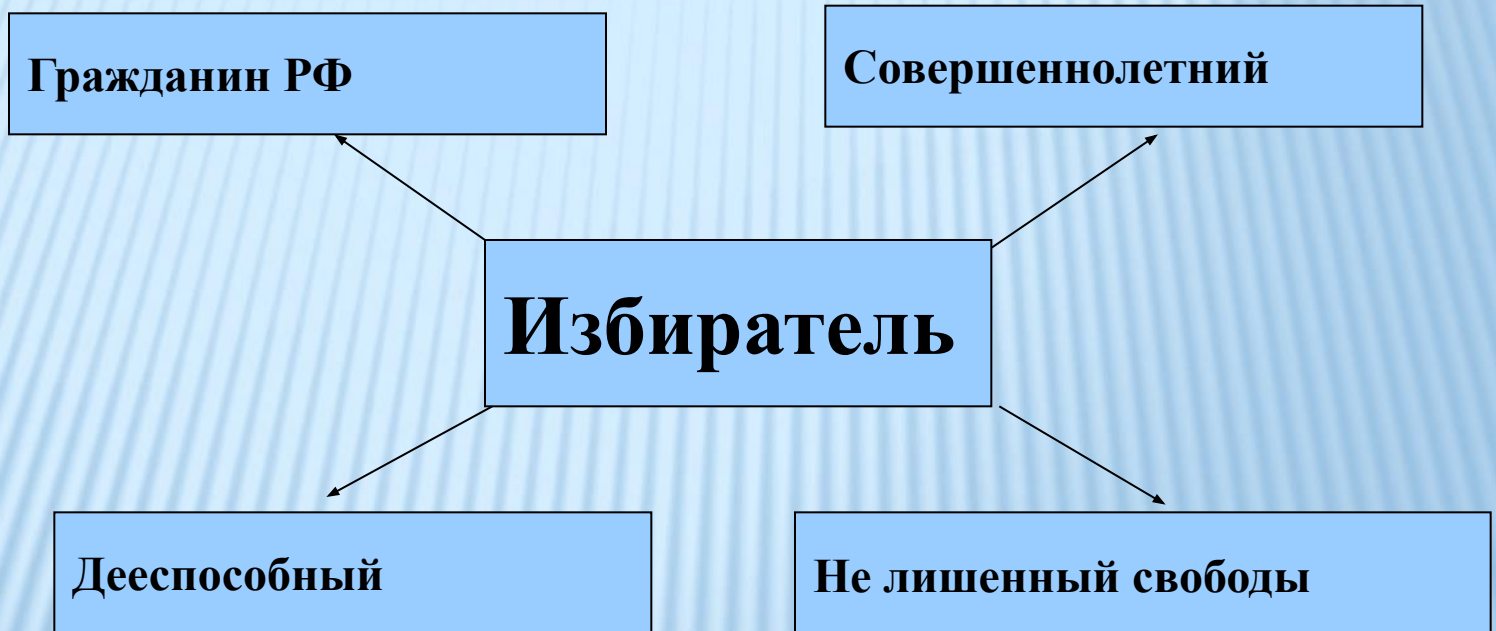 Гражданин РФ
Совершеннолетний
Избиратель
Дееспособный
Не лишенный свободы